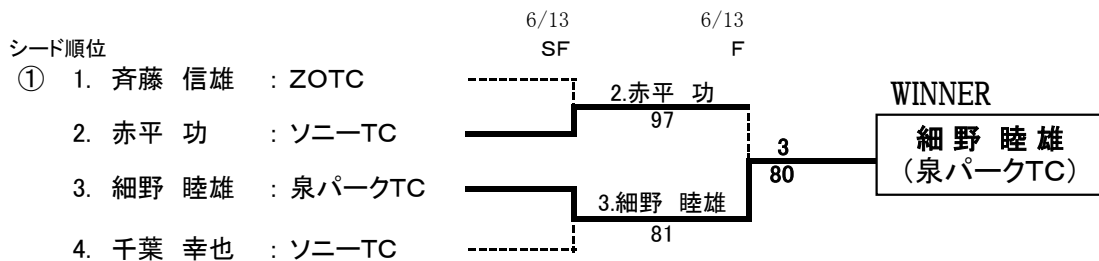 6/13 6/13
シード順位 SF F
① 1. 斉藤 信雄 : ZOTC
2.赤平 功 WINNER
97
2. 赤平 功 : ソニーTC
細野 睦雄
3
(泉パークTC)
80
3. 細野 睦雄 : 泉パークTC
3.細野 睦雄
81
4. 千葉 幸也 : ソニーTC